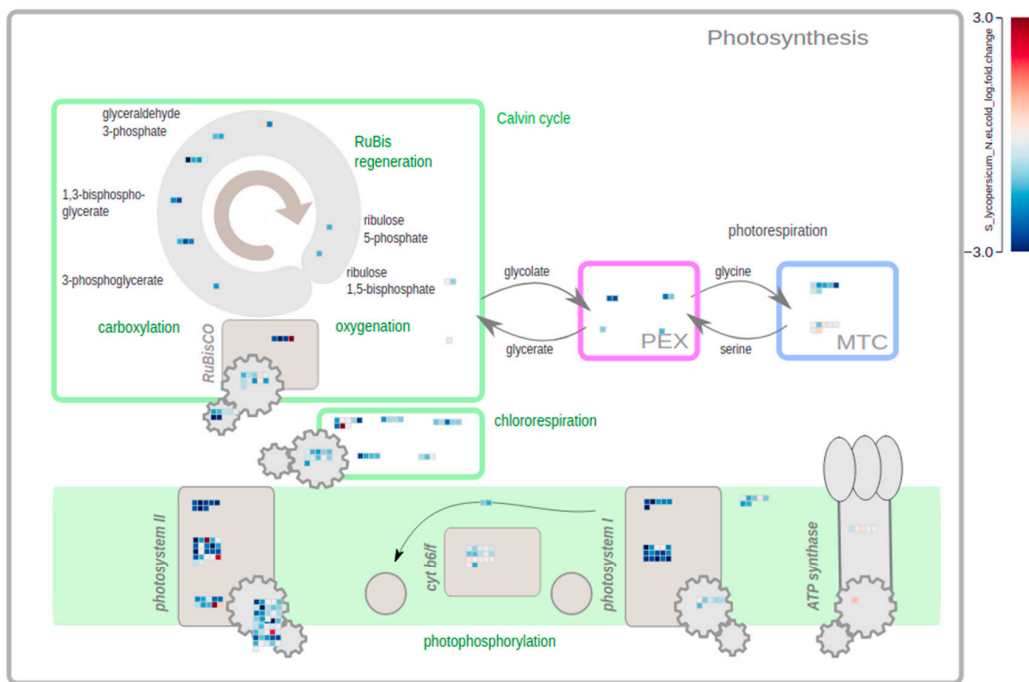 Photosynthesis
3.0
S_lycopersicum_N.eLcold_log.fold.change
−3.0
glyceraldehyde
3-phosphate
Calvin cycle
RuBis
regeneration
1,3-bisphospho-
glycerate
ribulose
5-phosphate
photorespiration
3-phosphoglycerate
ribulose
1,5-bisphosphate
glycolate
glycine
carboxylation
oxygenation
glycerate
PEX
serine
MTC
RuBisCO
chlororespiration
photosystem II
cyt b6/f
photosystem I
ATP synthase
photophosphorylation